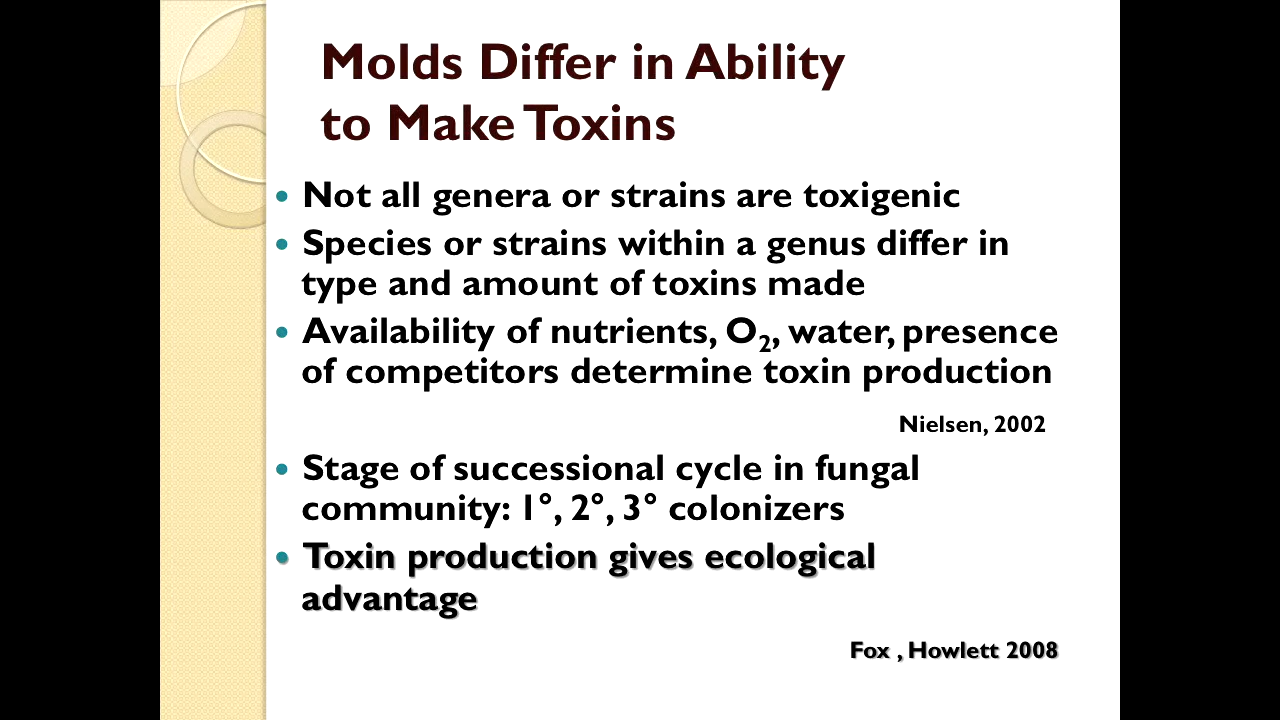 Molds Differ in Ability
to Make Toxins
• Not all genera or strains are toxigenic
• Species or strains within a genus differ in
type and amount of toxins made
• Availability of nutrients, O₂, water, presence
of competitors determine toxin production
Nielsen, 2002
• Stage of successional cycle in fungal
community: 1°, 2°, 3° colonizers
• Toxin production gives ecological
advantage
Fox , Howlett 2008